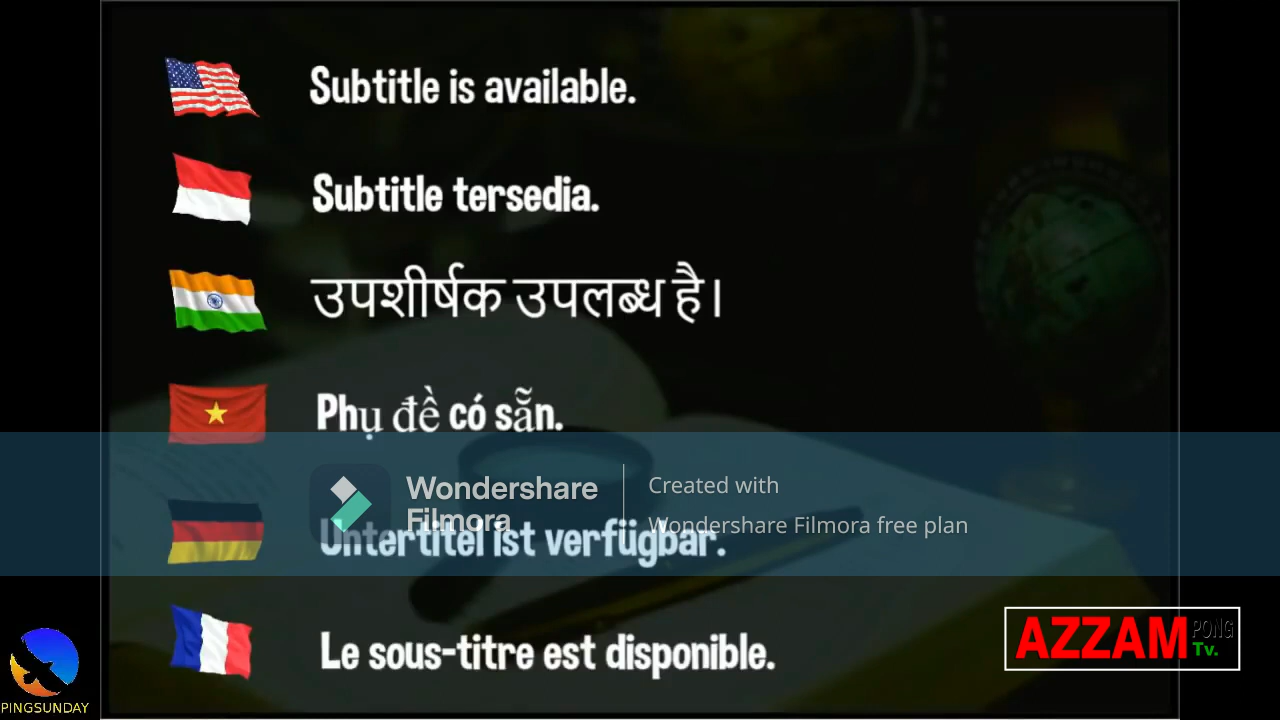 Subtitle is available.
Subtitle tersedia.
उपशीर्षक उपलब्ध है।
Phụ đề có sẵn.
Wondershare
Filmora
Created with
Wondershare Filmora free plan
Untertitel ist verfügbar.
Le sous-titre est disponible.
AZZAM PONG
Tv.
PINGSUNDAY